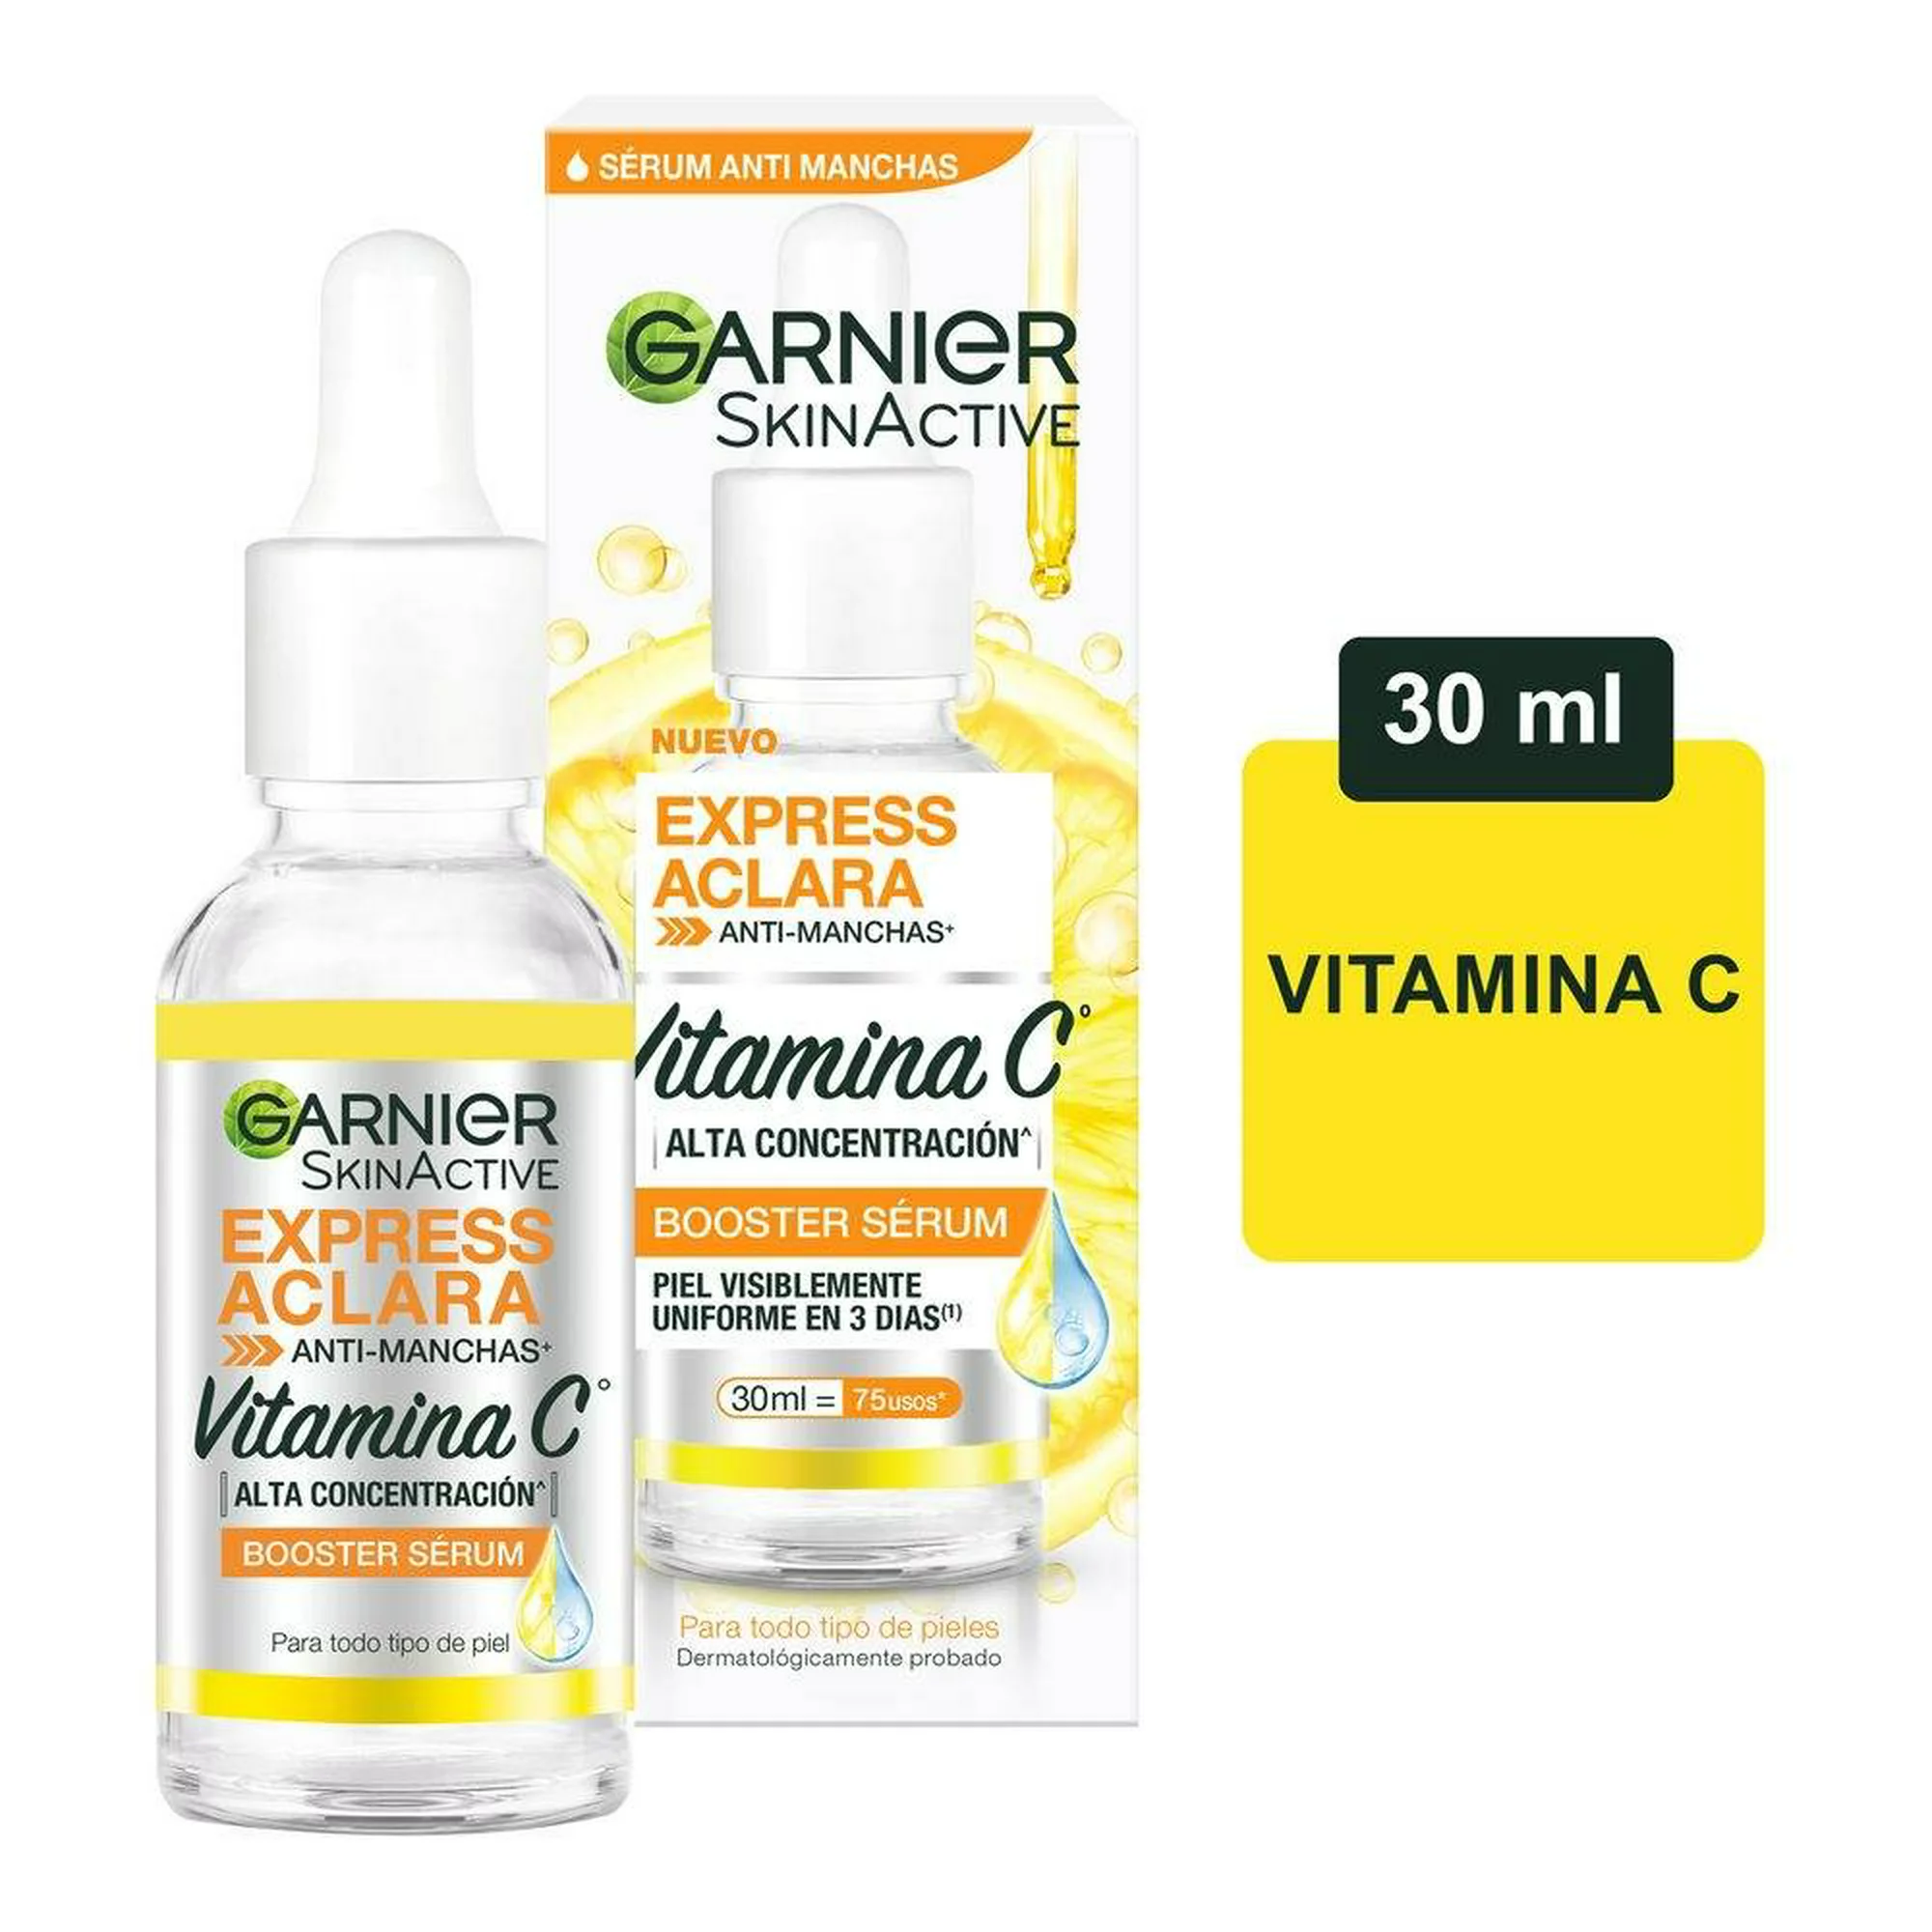 SÉRUM ANTI MANCHAS
GARNIER
SKINACTIVE
NUEVO
EXPRESS
ACLARA
ANTI-MANCHAS+
Vitamina C°
ALTA CONCENTRACIÓN^
BOOSTER SÉRUM
PIEL VISIBLEMENTE
UNIFORME EN 3 DIAS(1)
30ml = 75usos*
Para todo tipo de pieles
Dermatológicamente probado
GARNIER
SKINACTIVE
EXPRESS
ACLARA
ANTI-MANCHAS+
Vitamina C°
ALTA CONCENTRACIÓN^
BOOSTER SÉRUM
Para todo tipo de piel
30 ml
VITAMINA C